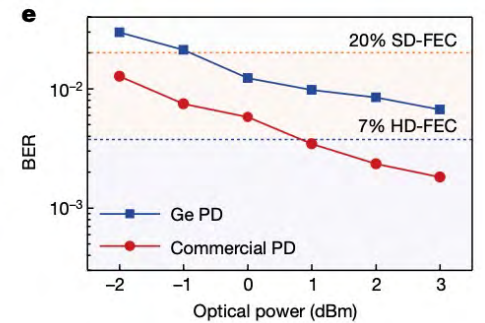 e
20% SD-FEC
10⁻²
7% HD-FEC
BER
10⁻³
Ge PD
Commercial PD
−2 −1 0 1 2 3
Optical power (dBm)